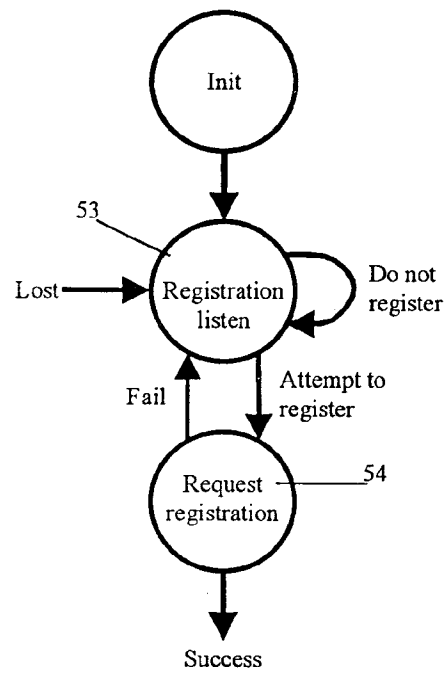 Init
53
Lost
Registration
listen
Do not
register
Fail
Attempt to
register
Request
registration
54
Success